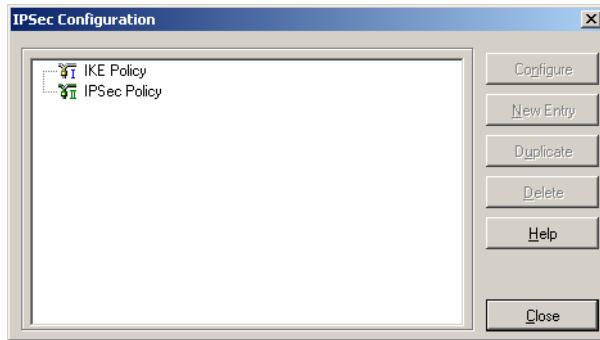 IPSec Configuration
IKE Policy
IPSec Policy
Configure
New Entry
Duplicate
Delete
Help
Close